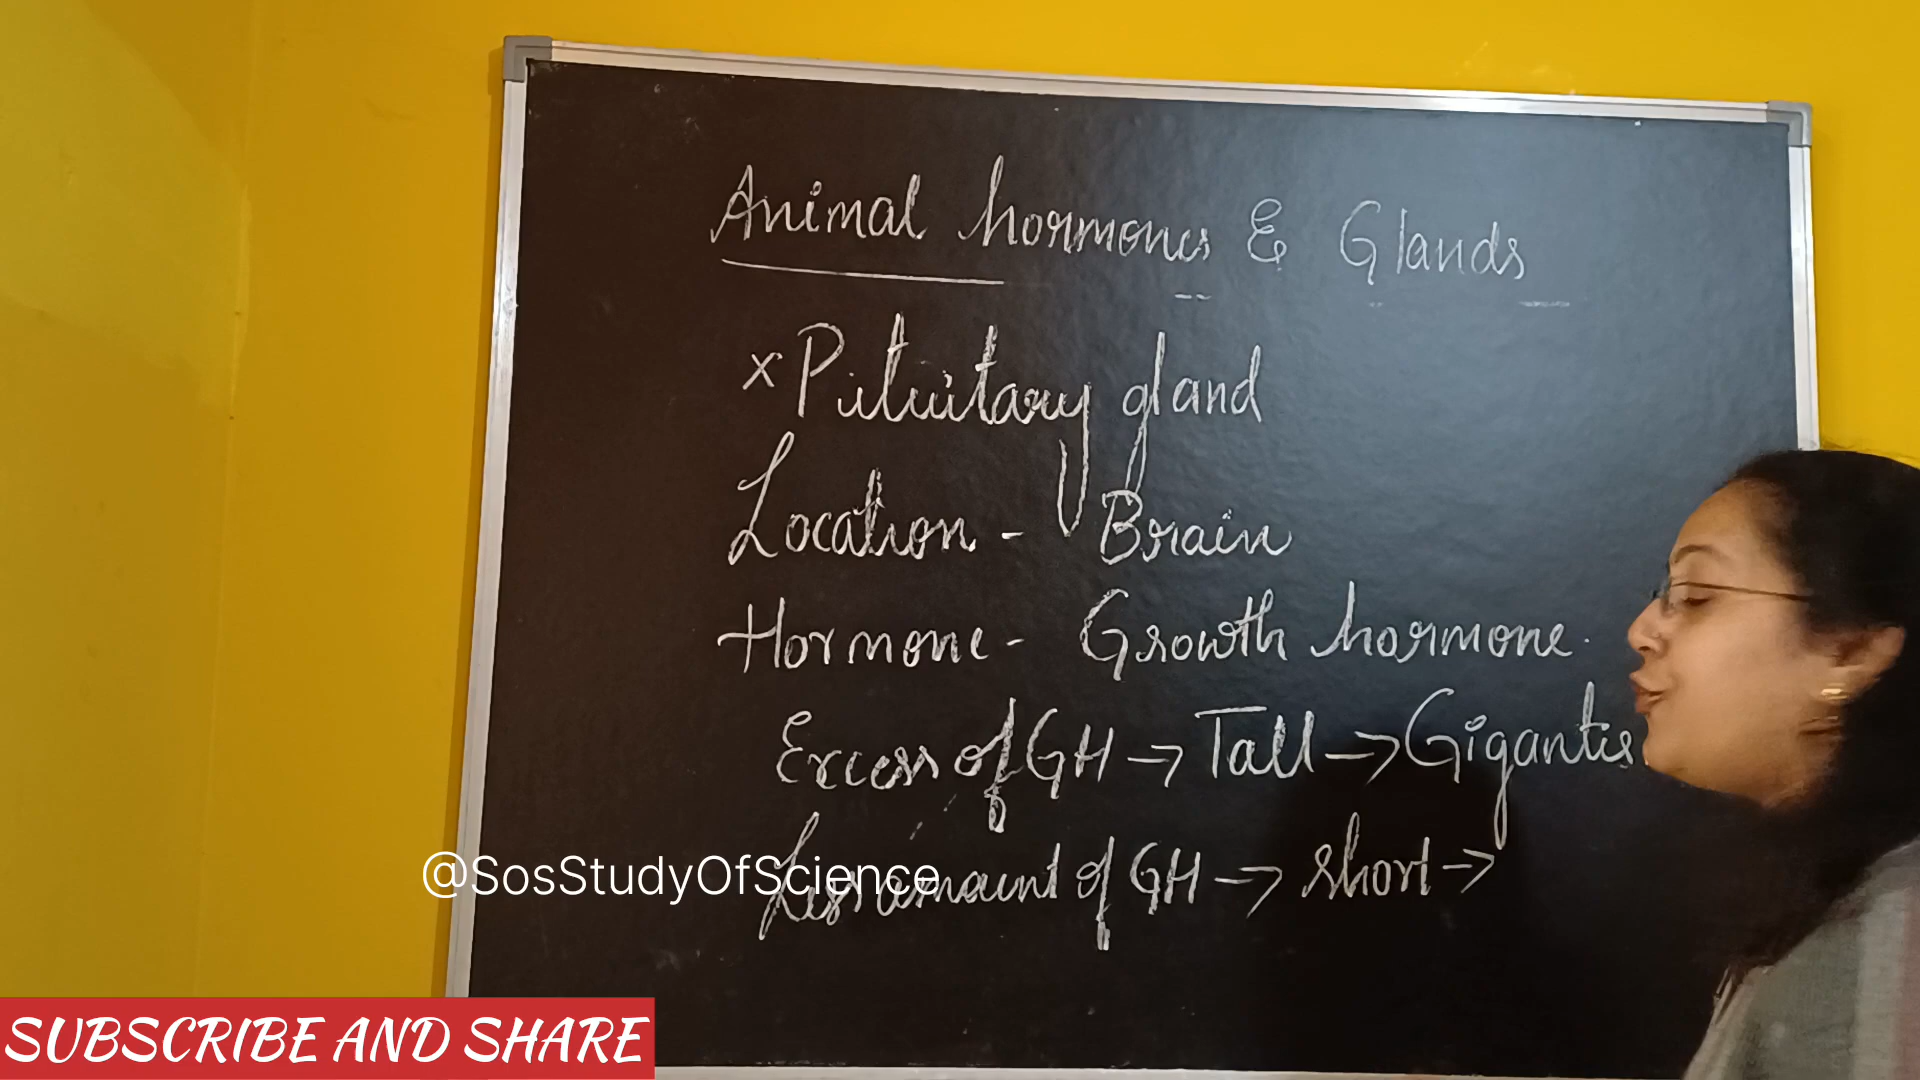 Animal hormones & Glands
× Pituitary gland
Location - Brain
Hormone - Growth hormone.
Excess of GH → Tall → Gigantis
of GH → short →
@SosStudyOfScience
SUBSCRIBE AND SHARE